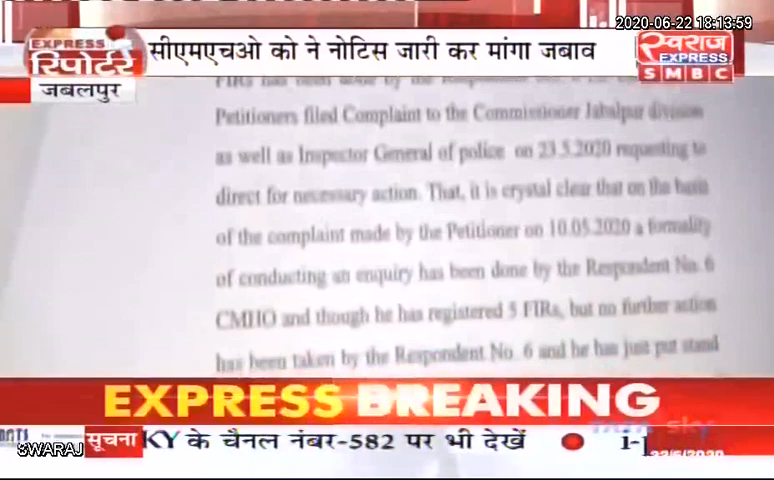 2020-06-22 18:13:59
EXPRESS
रिपोर्टर
सीएमएचओ को ने नोटिस जारी कर मांगा जबाव
स्वराज
EXPRESS
SMBC
जबलपुर
Petitioners filed Complaint to the Commissioner Jabalpur division
as well as Inspector General of police on 23.5.2020 requesting to
direct for necessary action. That, it is crystal clear that on the basis
of the complaint made by the Petitioner on 10.05.2020 a formality
of conducting an enquiry has been done by the Respondent No. 6
CMHO and though he has registered 5 FIRs, but no further action
has been taken by the Respondent No. 6 and he has just put stand
EXPRESS BREAKING
TATA Sky
सूचना KY के चैनल नंबर-582 पर भी देखें
SWARAJ
22/6/2020